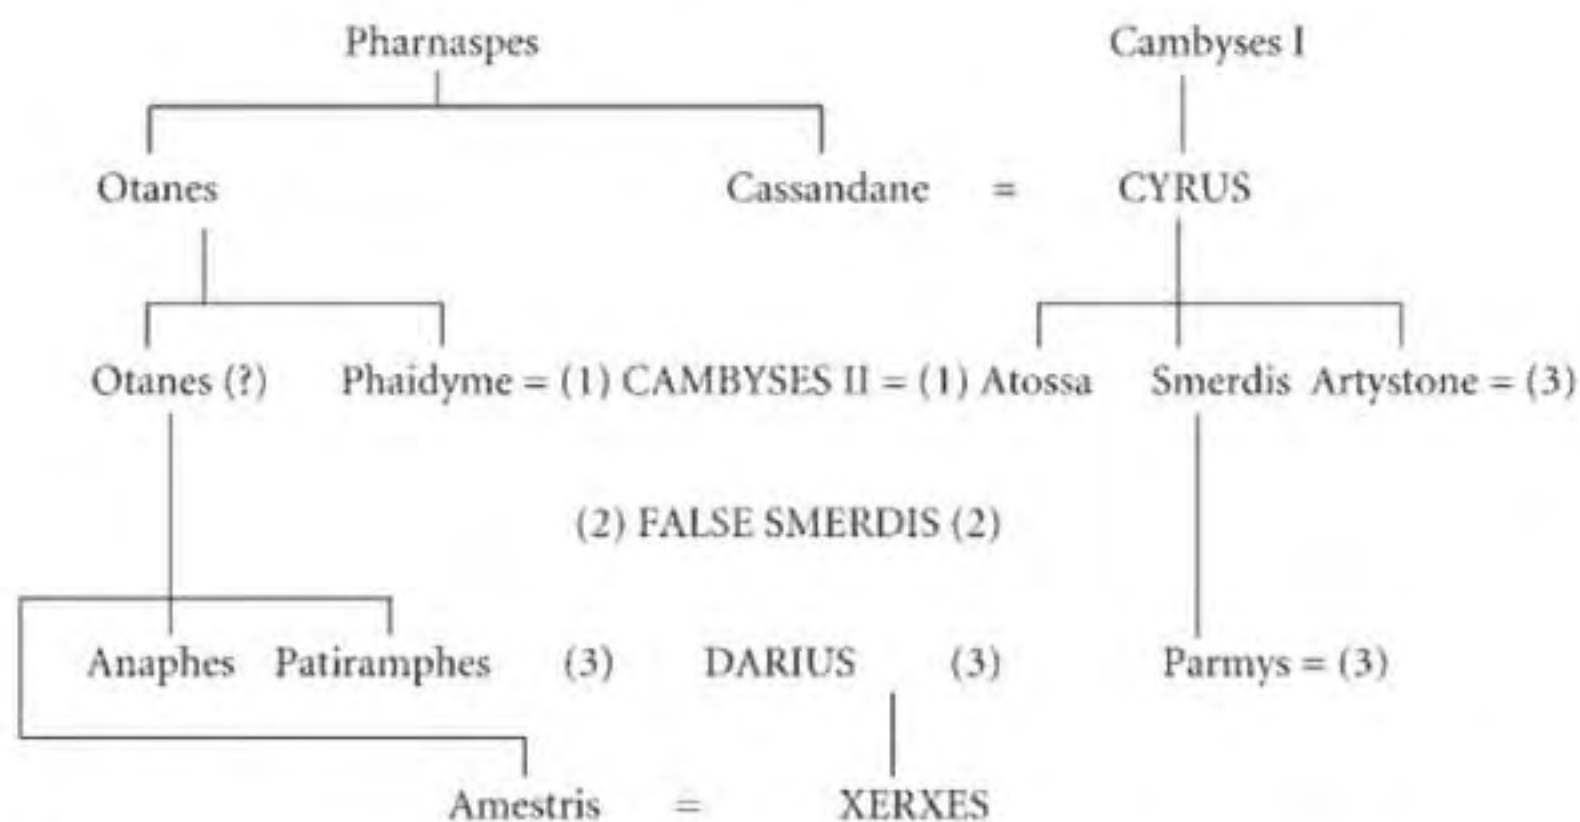 Pharnaspes Cambyses I
Otanes Cassandane = CYRUS
Otanes (?) Phaidyme = (1) CAMBYSES II = (1) Atossa Smerdis Artystone = (3)
(2) FALSE SMERDIS (2)
Anaphes Patiramphes (3) DARIUS (3) Parmys = (3)
Amestris = XERXES